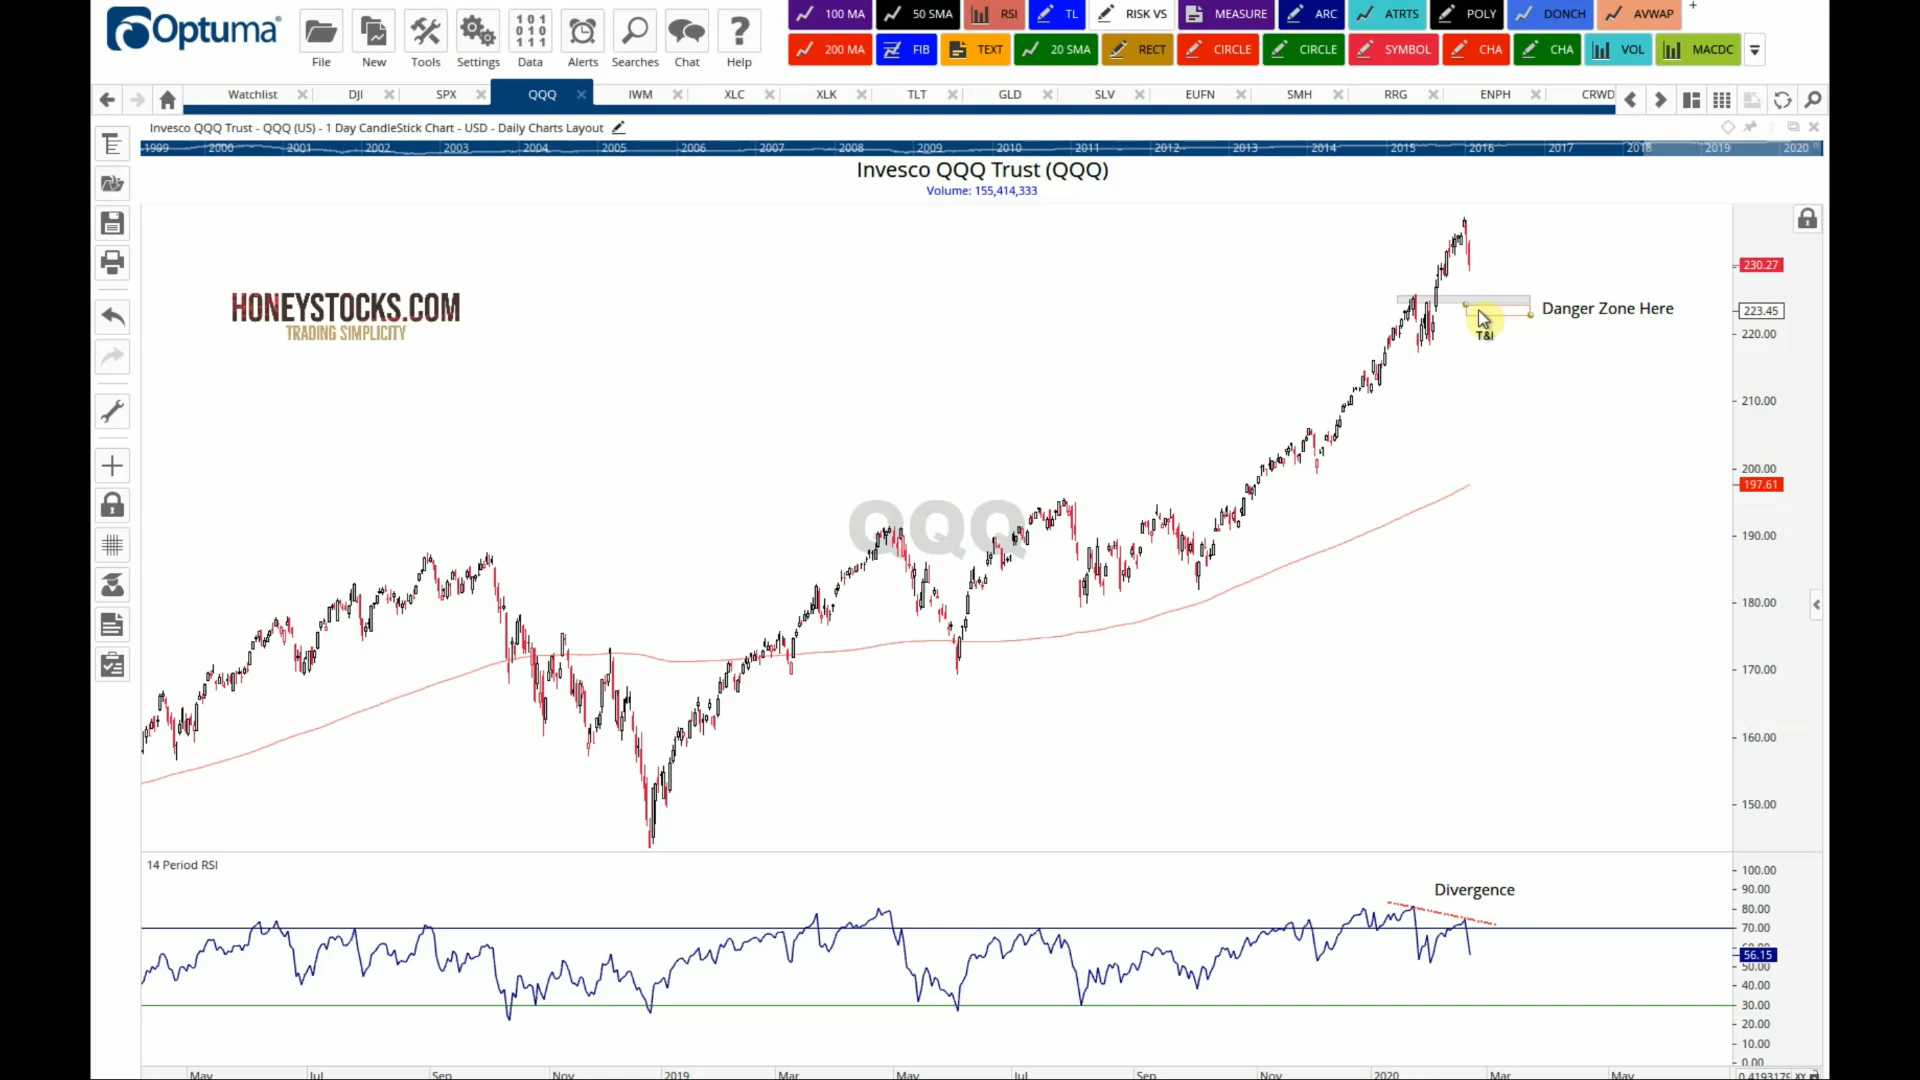 Optuma®
File
New
Tools
Settings
101
010
111
Data
Alerts
Searches
Chat
?
Help
100 MA
50 SMA
RSI
TL
RISK VS
MEASURE
ARC
ATRTS
POLY
DONCH
AVWAP
+
200 MA
FIB
TEXT
20 SMA
RECT
CIRCLE
CIRCLE
SYMBOL
CHA
CHA
VOL
MACDC
Watchlist
DJI
SPX
QQQ
IWM
XLC
XLK
TLT
GLD
SLV
EUFN
SMH
RRG
ENPH
CRWD
Invesco QQQ Trust - QQQ (US) - 1 Day CandleStick Chart - USD - Daily Charts Layout
1999 2000 2001 2002 2003 2004 2005 2006 2007 2008 2009 2010 2011 2012 2013 2014 2015 2016 2017 2018 2019 2020
Invesco QQQ Trust (QQQ)
Volume: 155,414,333
HONEYSTOCKS.COM
TRADING SIMPLICITY
QQQ
Danger Zone Here
T&I
230.27
223.45
220.00
210.00
200.00
197.61
190.00
180.00
170.00
160.00
150.00
14 Period RSI
Divergence
100.00
90.00
80.00
70.00
56.15
50.00
40.00
30.00
20.00
10.00
0.00
May Jul Sep Nov 2019 Mar May Jul Sep Nov 2020 Mar May